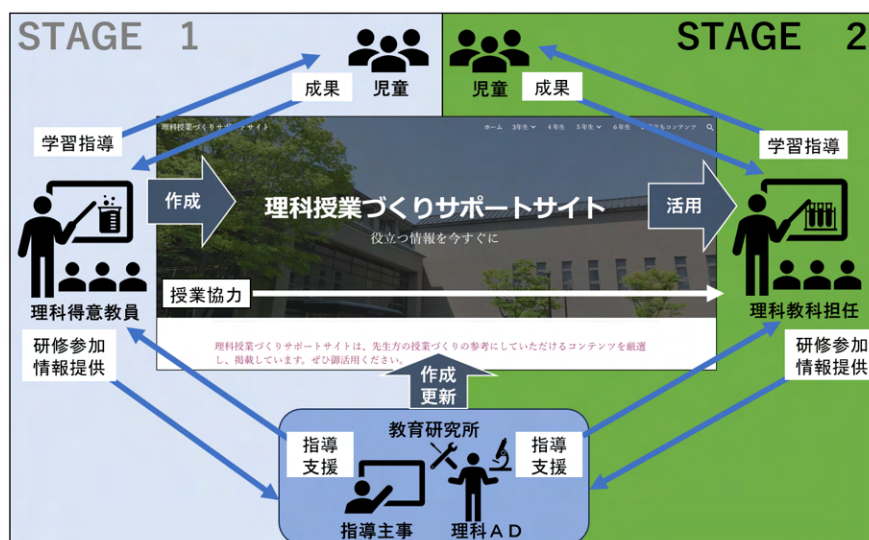 STAGE 1
STAGE 2
児童
児童
成果
成果
学習指導
学習指導
理科授業づくりサポートサイト
ホーム 3年生 4年生 5年生 6年生 コンテンツ
作成
理科授業づくりサポートサイト
活用
役立つ情報を今すぐに
授業協力
理科得意教員
理科教科担任
研修参加
情報提供
研修参加
情報提供
理科授業づくりサポートサイトは、先生方の授業づくりの参考にしていただけるコンテンツを厳選
し、掲載しています。ぜひ御活用ください。
作成
更新
教育研究所
指導
支援
指導
支援
指導主事
理科AD